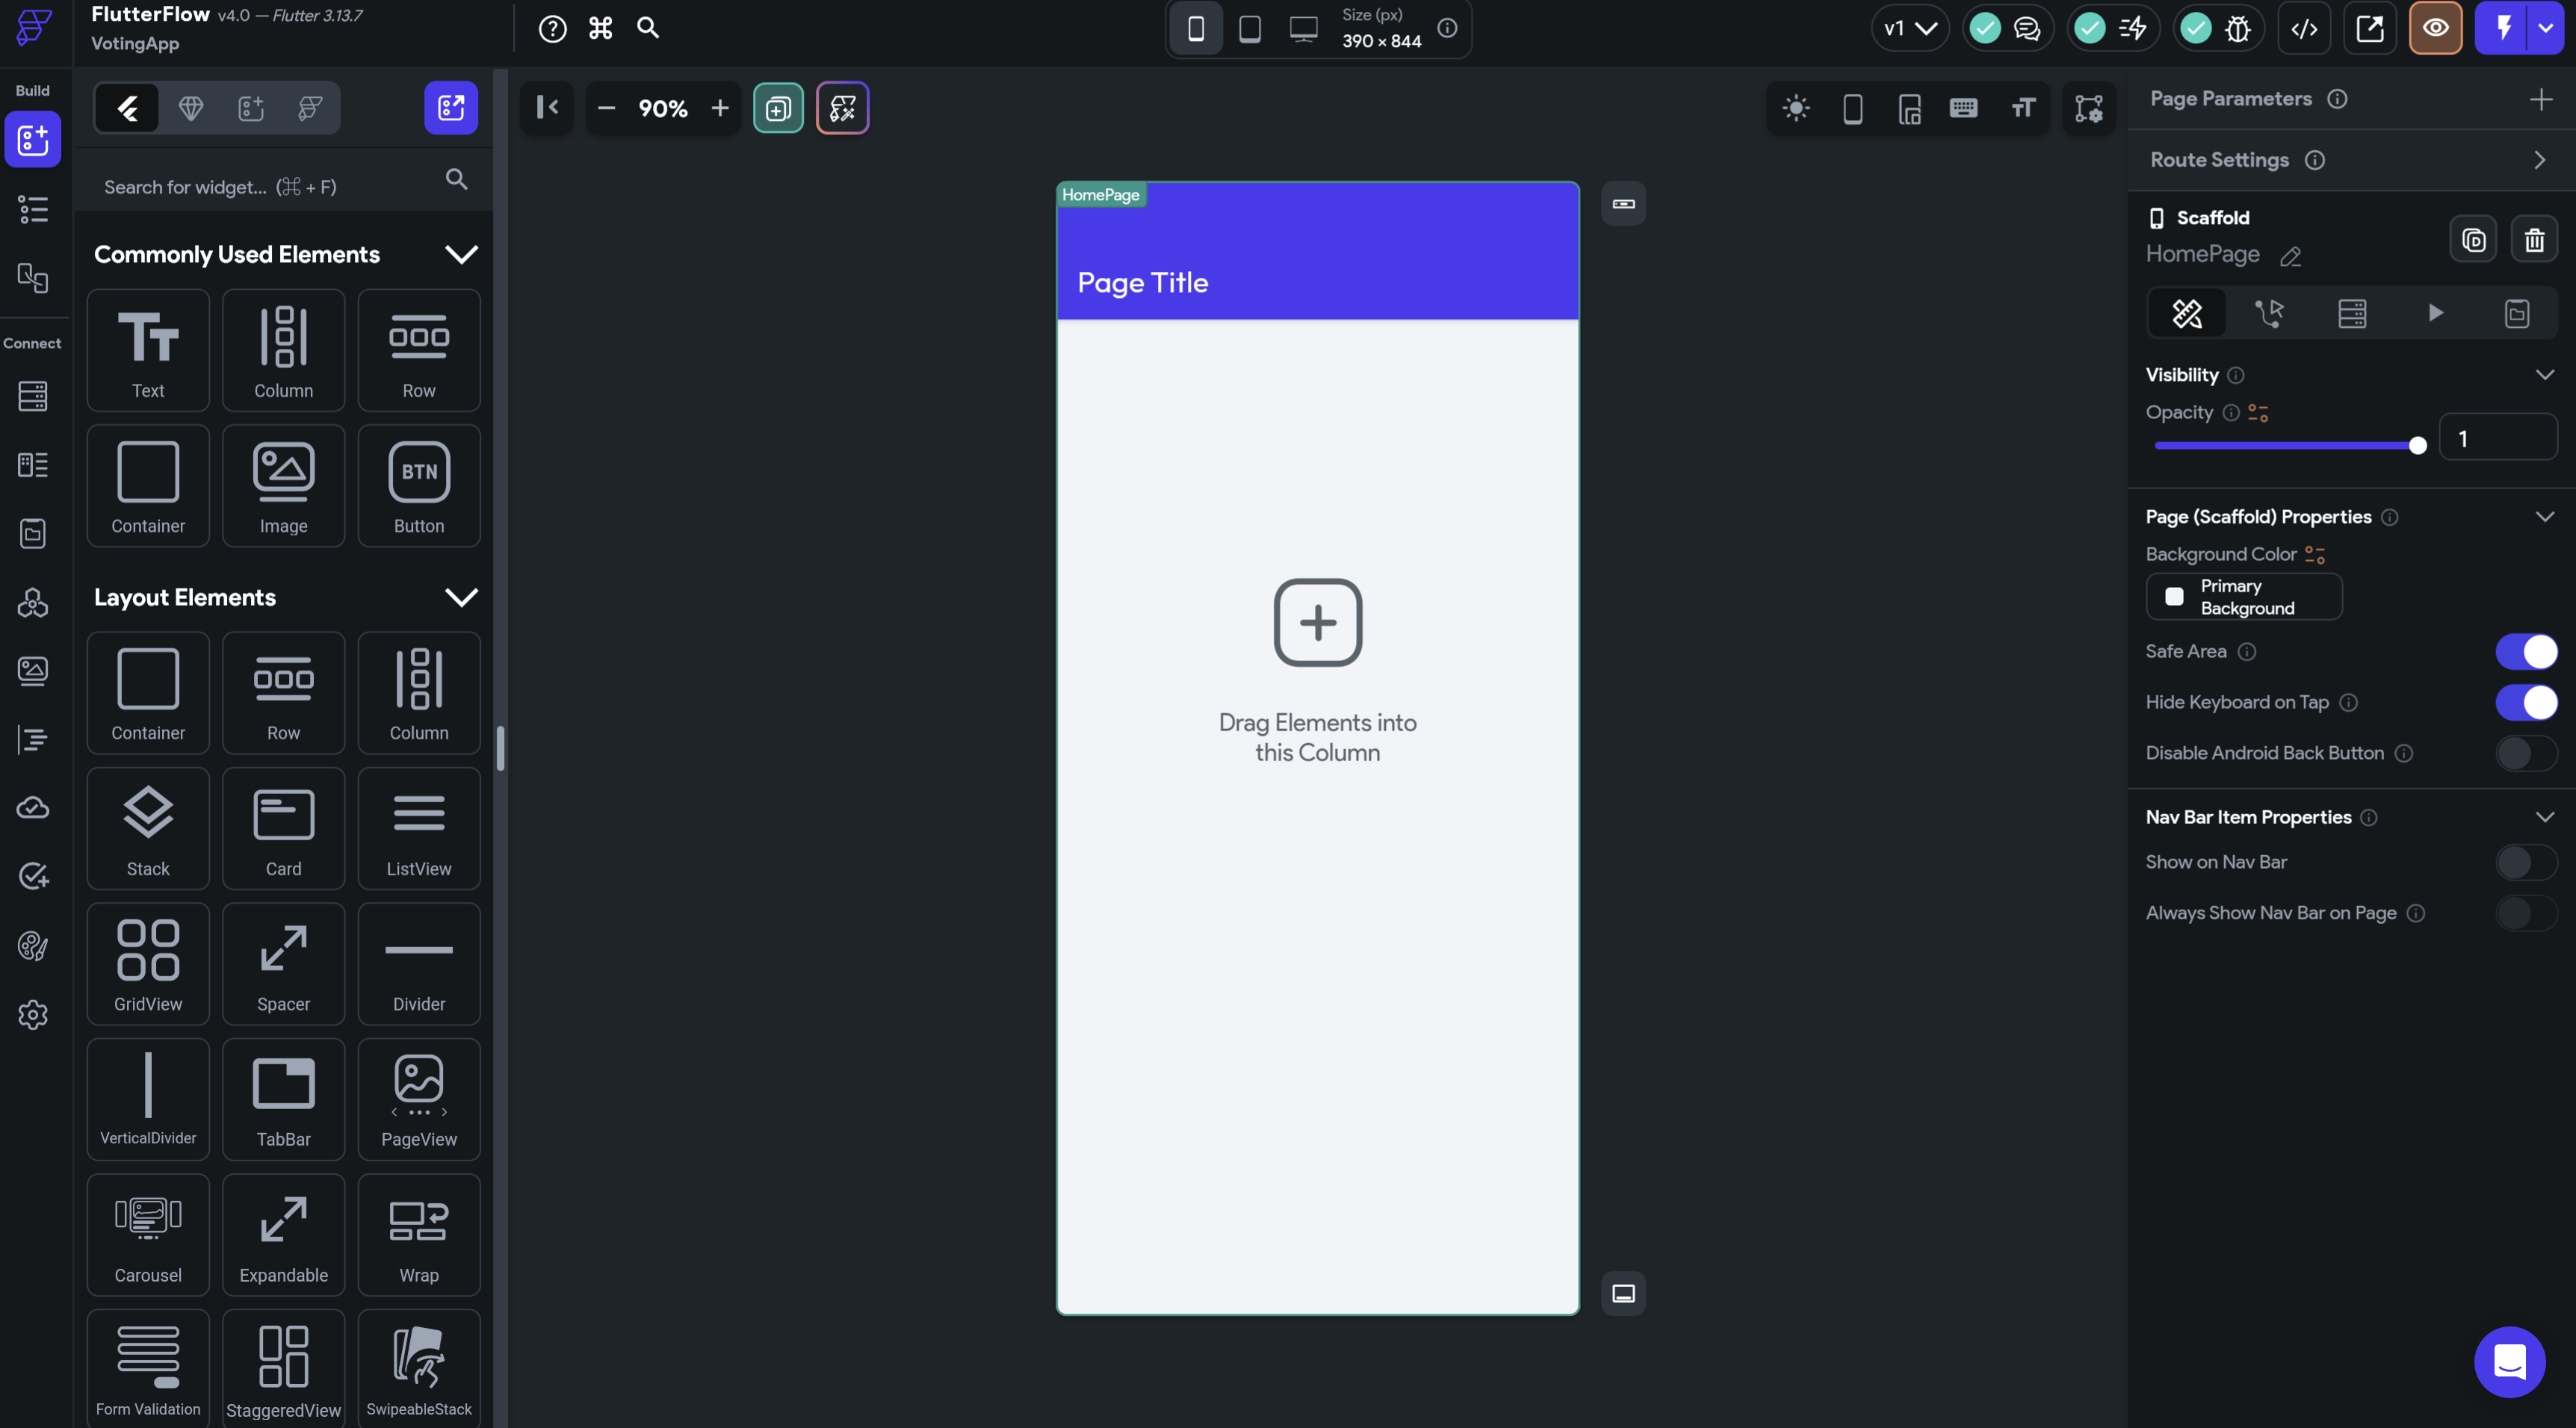 FlutterFlow v4.0 — Flutter 3.13.7
VotingApp
Size (px)
390 × 844
v1
Build
Connect
90%
Search for widget... (⌘ + F)
Commonly Used Elements
Text
Column
Row
Container
Image
BTN
Button
Layout Elements
Container
Row
Column
Stack
Card
ListView
GridView
Spacer
Divider
VerticalDivider
TabBar
PageView
Carousel
Expandable
Wrap
Form Validation
StaggeredView
SwipeableStack
HomePage
Page Title
Drag Elements into
this Column
Page Parameters
Route Settings
Scaffold
HomePage
Visibility
Opacity
1
Page (Scaffold) Properties
Background Color
Primary
Background
Safe Area
Hide Keyboard on Tap
Disable Android Back Button
Nav Bar Item Properties
Show on Nav Bar
Always Show Nav Bar on Page